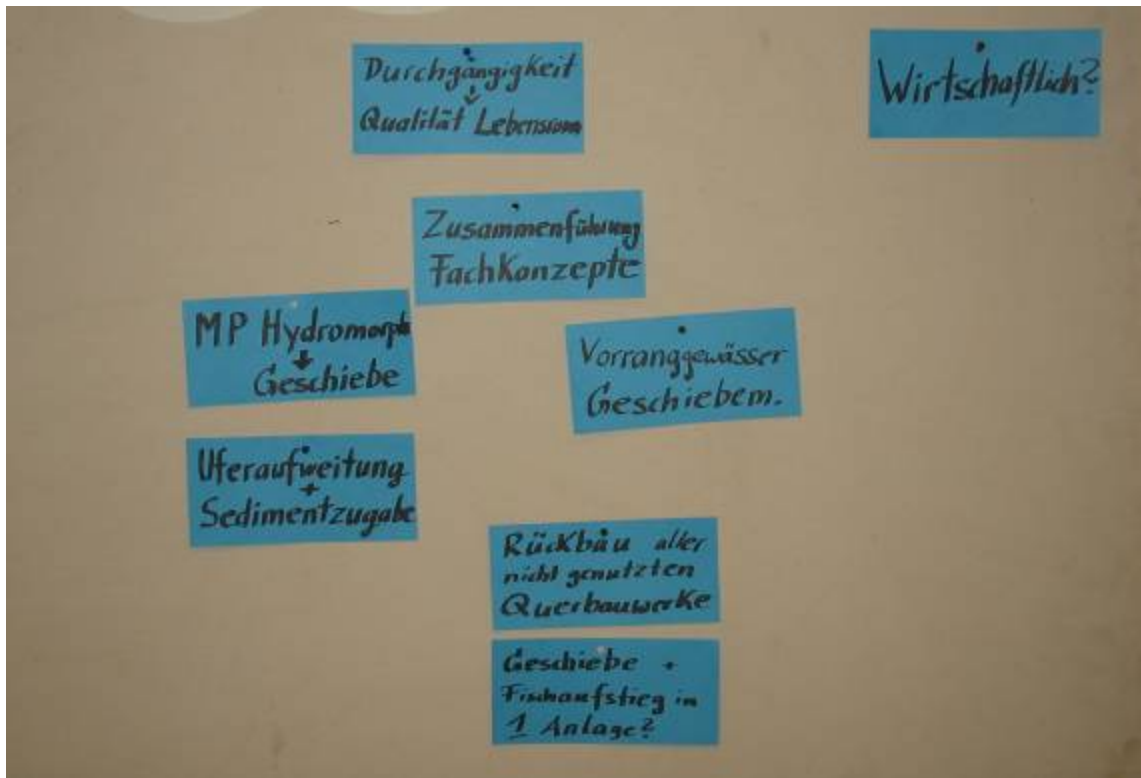 Durchgängigkeit
↓
Qualität Lebensraum
Wirtschaftlich?
Zusammenführung
Fachkonzepte
MP Hydromorph
↓
Geschiebe
Vorranggewässer
Geschiebem.
Uferaufweitung
+
Sedimentzugabe
Rückbau aller
nicht genutzten
Querbauwerke
Geschiebe +
Fischaufstieg in
1 Anlage?